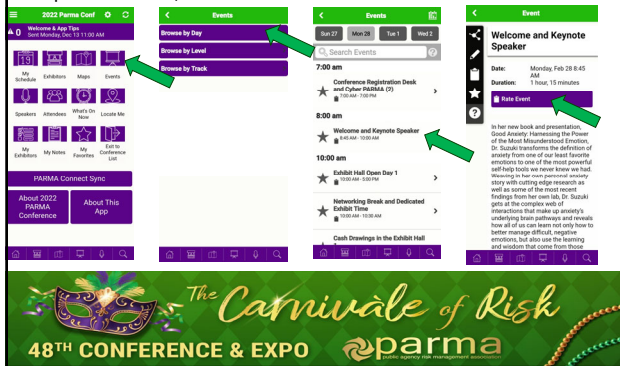 2022 Parma Conf
0
Welcome & App
Tips
Sent Monday, Dec
13 11:00 AM
19
My
Schedule
Exhibitors
Maps
Events
Speakers
Attendees
What's On
Now
Locate Me
My
Exhibitors
My Notes
My
Favorites
Exit to
Conference
List
PARMA Connect Sync
About 2022
PARMA
Conference
About This
App
Events
Browse by Day
Browse by Level
Browse by Track
Events
Sun 27
Mon 28
Tue 1
Wed 2
Search Events
?
7:00 am
Conference Registration Desk
and Cyber PARMA (2)
7:00 AM - 7:00 PM
8:00 am
Welcome and Keynote Speaker
8:45 AM - 10:00 AM
10:00 am
Exhibit Hall Open Day 1
10:00 AM - 5:00 PM
Networking Break and Dedicated
Exhibit Time
10:00 AM - 10:30 AM
Cash Drawings in the Exhibit Hall
Event
Welcome and Keynote
Speaker
Date:
Monday, Feb 28 8:45
AM
Duration:
1 hour, 15 minutes
Rate Event
?
In her new book and presentation,
Good Anxiety: Harnessing the Power
of the Most Misunderstood Emotion,
Dr. Suzuki transforms the definition of
anxiety from one of our least favorite
emotions to one of the most powerful
self-help tools we never knew we had.
Weaving in her own personal anxiety
story with cutting edge research as
well as some of the most recent
findings from her own lab, Dr. Suzuki
gets at the complex web of
interactions that make up anxiety's
underlying brain pathways and reveals
how all of us can learn not only how to
better manage difficult, negative
emotions, but also use the learning
and wisdom that come from those
The Carnivàle of Risk
48TH CONFERENCE & EXPO
parma
public agency risk management association